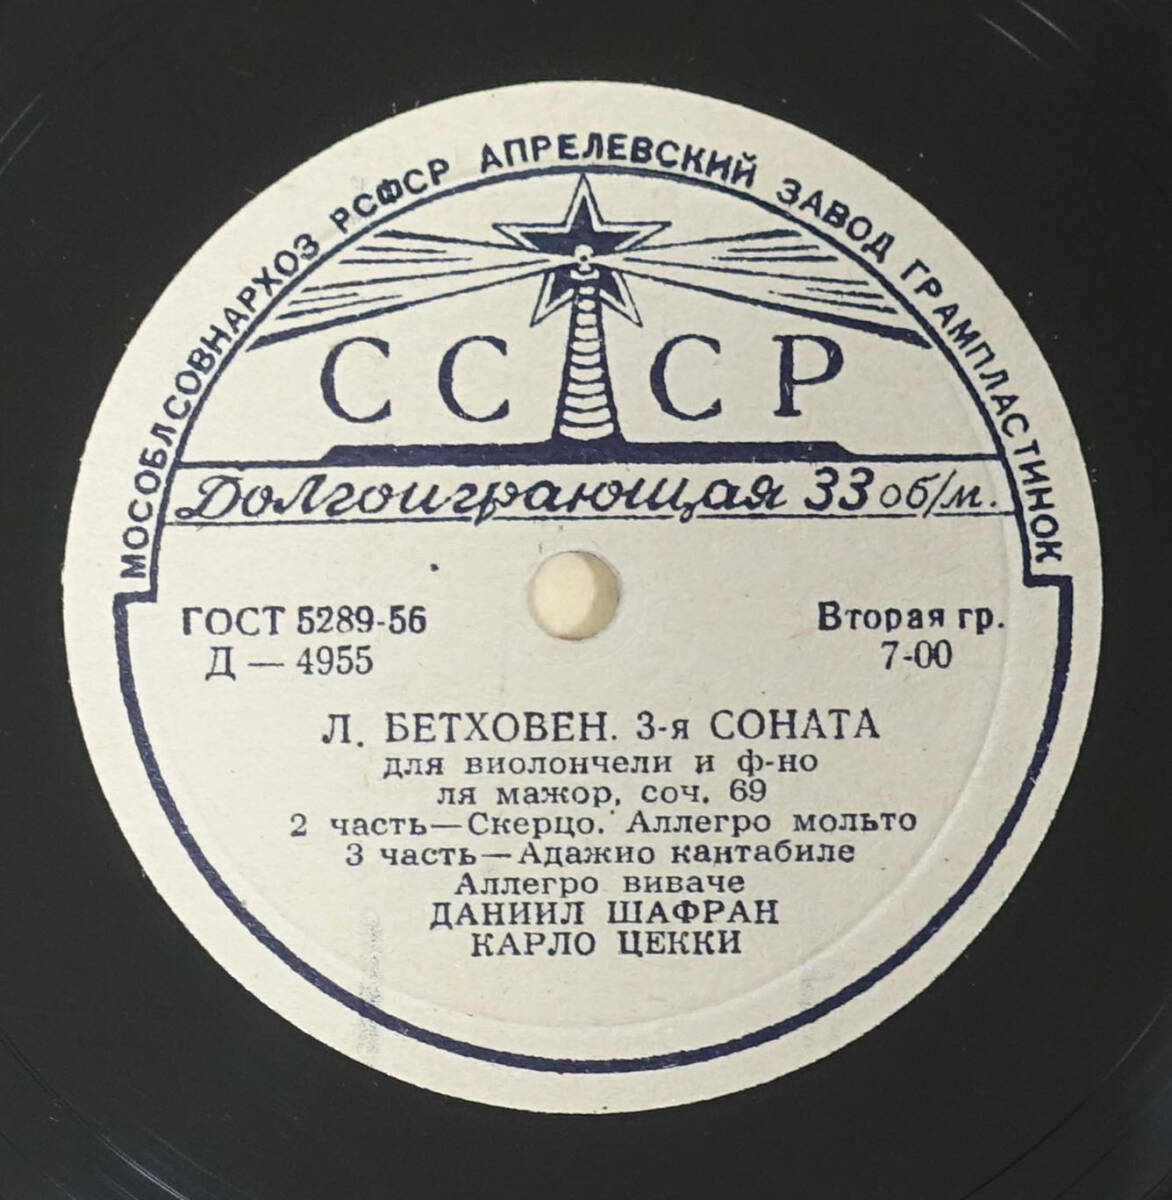 МОСОБЛСОВНАРХОЗ РСФСР АПРЕЛЕВСКИЙ ЗАВОД ГРАМПЛАСТИНОК
СССР
Долгоиграющая 33 об/м.
ГОСТ 5289-56
Д — 4955
Вторая гр.
7-00
Л. БЕТХОВЕН. 3-я СОНАТА
для виолончели и ф-но
ля мажор, соч. 69
2 часть—Скерцо. Аллегро мольто
3 часть—Адажио кантабиле
Аллегро виваче
ДАНИИЛ ШАФРАН
КАРЛО ЦЕККИ